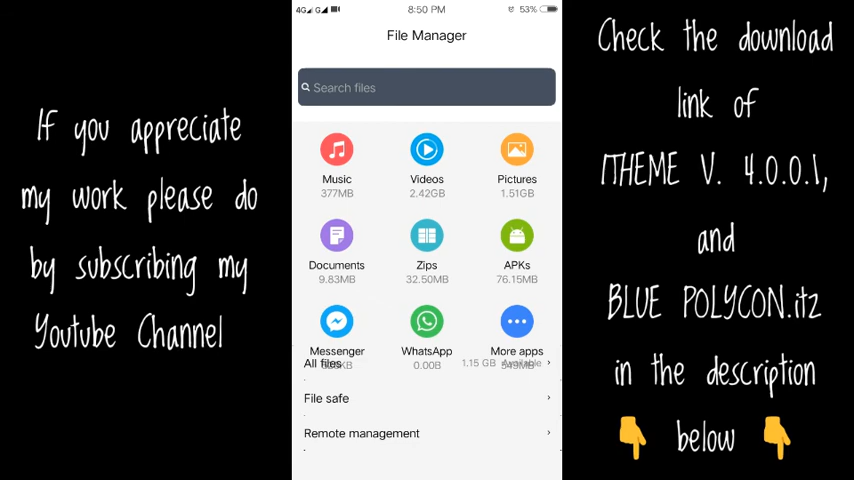 If you appreciate
my work please do
by subscribing my
Youtube Channel
4G G
8:50 PM
53%
File Manager
Search files
Music
Videos
Pictures
377MB
2.42GB
1.51GB
Documents
Zips
APKs
9.83MB
32.50MB
76.15MB
Messenger
WhatsApp
More apps
All files
0.00B
1.15 GB Available
File safe
Remote management
Check the download
link of
ITHEME V. 4.0.0.1,
and
BLUE POLYCON.itz
in the description
👇 below 👇